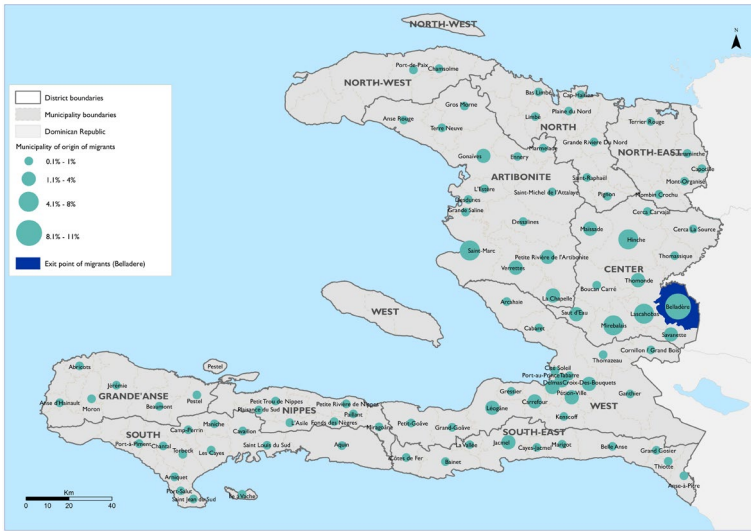 NORTH-WEST
N
Port-de-Paix
Chamsolme
NORTH-WEST
Bas Limbé
Cap-Haïtien
District boundaries
Municipality boundaries
Dominican Republic
Municipality of origin of migrants
0.1% - 1%
1.1% - 4%
4.1% - 8%
8.1% - 11%
Exit point of migrants (Belladere)
Gros Morne
Anse Rouge
Terre Neuve
Limbé
Plaine du Nord
NORTH
Terrier Rouge
Grande Rivière Du Nord
Marmelade
NORTH-EAST
Gonaïves
Ennery
Capotille
ARTIBONITE
Saint-Raphaël
Mont-Organisé
L'Estère
Saint-Michel de l'Attalaye
Pignon
Mombin Crochu
Desdunes
Grande Saline
Cerca Carvajal
Dessalines
Maissade
Cerca La Source
Hinche
Saint-Marc
Petite Rivière de l'Artibonite
Thomassique
Verrettes
CENTER
Thomonde
Boucan Carré
WEST
Arcahaie
La Chapelle
Belladère
Saut d'Eau
Lascahobas
Mirebalais
Cabaret
Savanette
Cornillon / Grand Bois
Thomazeau
Pestel
Abricots
Cité Soleil
Port-au-Prince
Tabarre
Jérémie
Delmas
Croix-Des-Bouquets
GRANDE'ANSE
Pestel
Petit Trou de Nippes
Gressier
Ganthier
Anse d'Hainault
Moron
Beaumont
Plaisance du Sud
NIPPES
Petite Rivière de Nippes
Léogâne
Carrefour
Pétion-Ville
WEST
Paillant
L'Asile
Fonds des Nègres
Miragoâne
Petit-Goâve
Grand-Goâve
Kenscoff
SOUTH
Camp-Perrin
Maniche
Cavaillon
SOUTH-EAST
Port-à-Piment
Chantal
Saint Louis du Sud
Aquin
La Vallée
Jacmel
Cayes-Jacmel
Marigot
Belle Anse
Grand Gosier
Torbeck
Les Cayes
Côtes de Fer
Bainet
Thiotte
Arniquet
Anse-à-Pitre
Port-Salut
Saint Jean du Sud
Île à Vache
Km
0 10 20 40